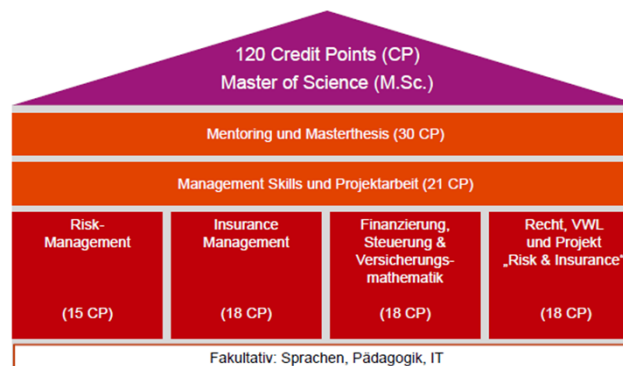 120 Credit Points (CP)
Master of Science (M.Sc.)
Mentoring und Masterthesis (30 CP)
Management Skills und Projektarbeit (21 CP)
Risk-
Management
(15 CP)
Insurance
Management
(18 CP)
Finanzierung,
Steuerung &
Versicherungs-
mathematik
(18 CP)
Recht, VWL
und Projekt
„Risk & Insurance“
(18 CP)
Fakultativ: Sprachen, Pädagogik, IT